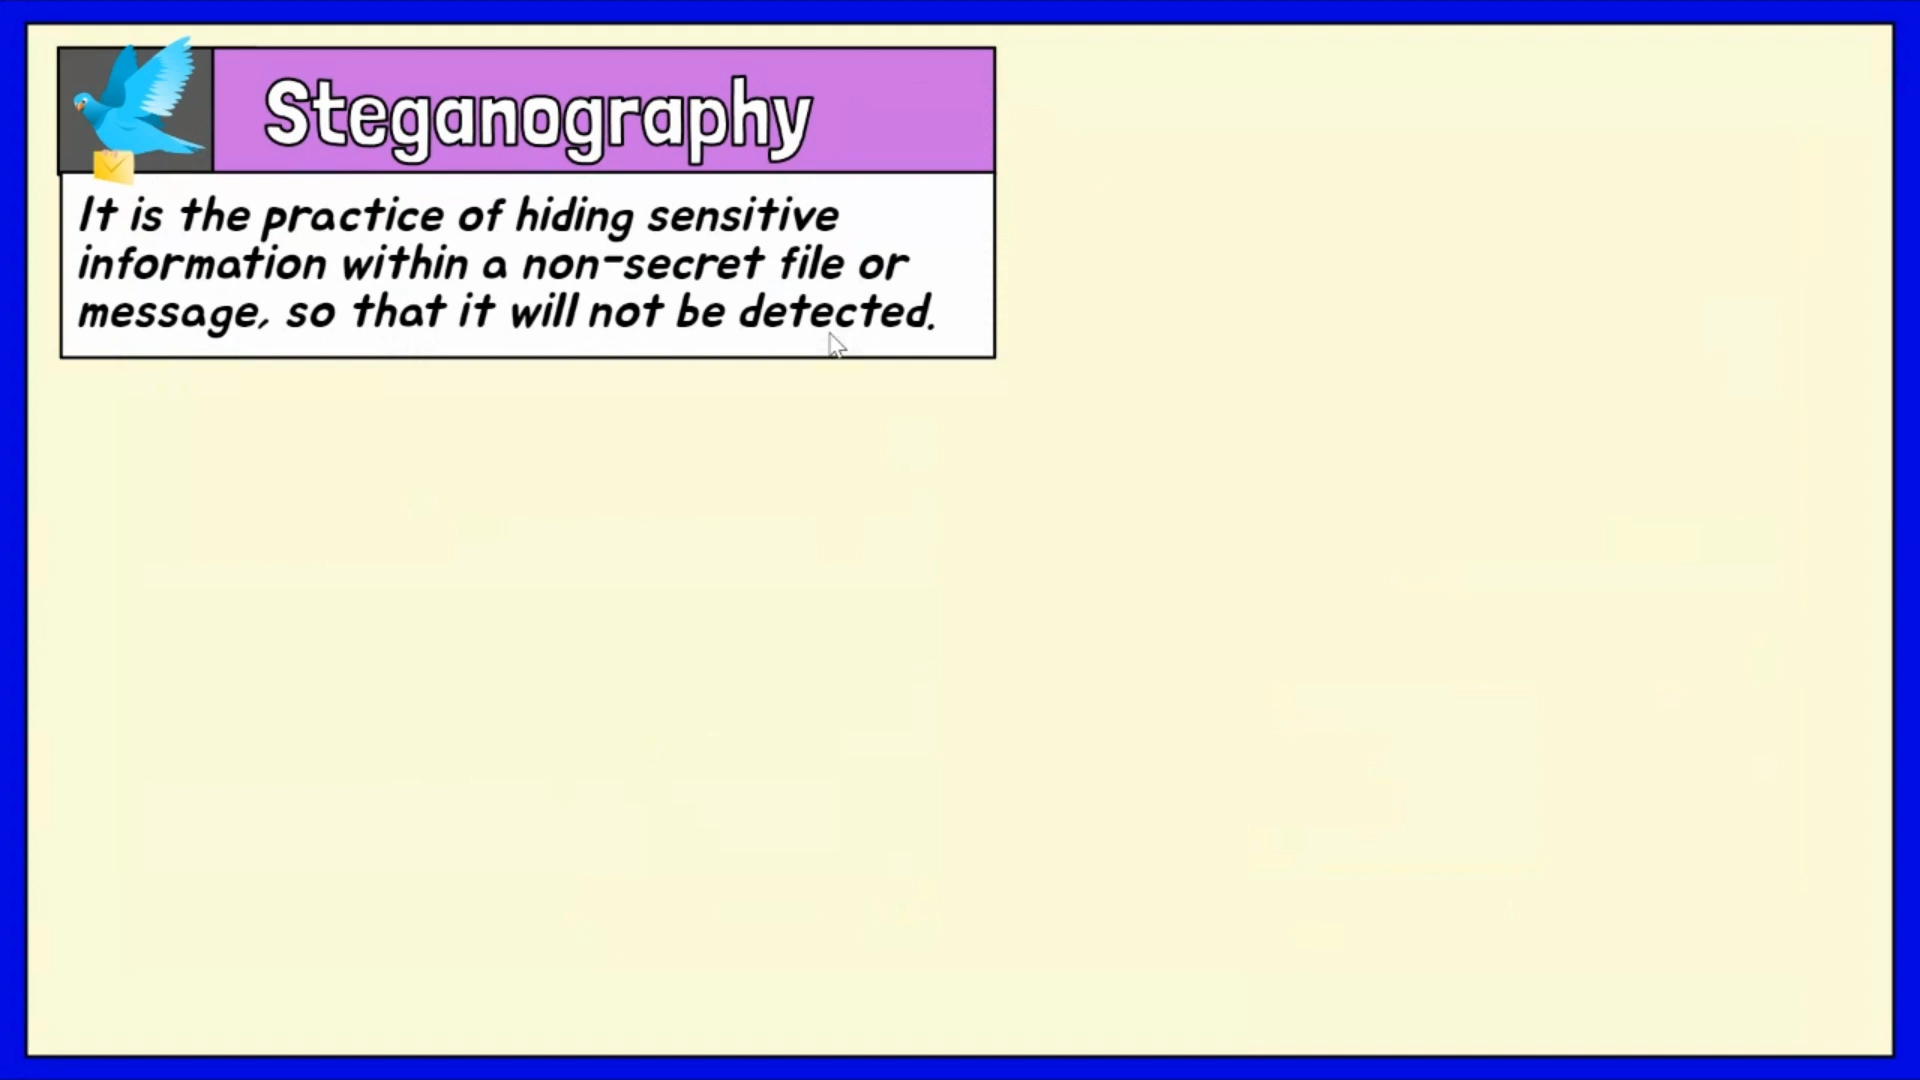 Steganography
It is the practice of hiding sensitive
information within a non-secret file or
message, so that it will not be detected.